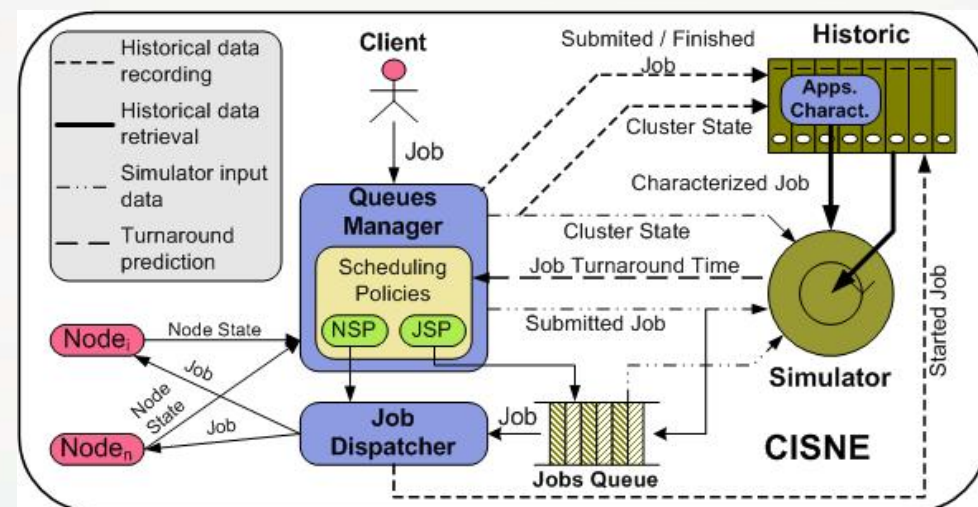 Historical data
recording
Historical data
retrieval
Simulator input
data
Turnaround
prediction
Client
Job
Submited / Finished
Job
Cluster State
Historic
Apps.
Charact.
Characterized Job
Queues
Manager
Scheduling
Policies
NSP
JSP
Cluster State
Job Turnaround Time
Submitted Job
Simulator
Started Job
Node State
Nodei
Job
Node
State
Job
Noden
Job
Dispatcher
Job
Jobs Queue
CISNE